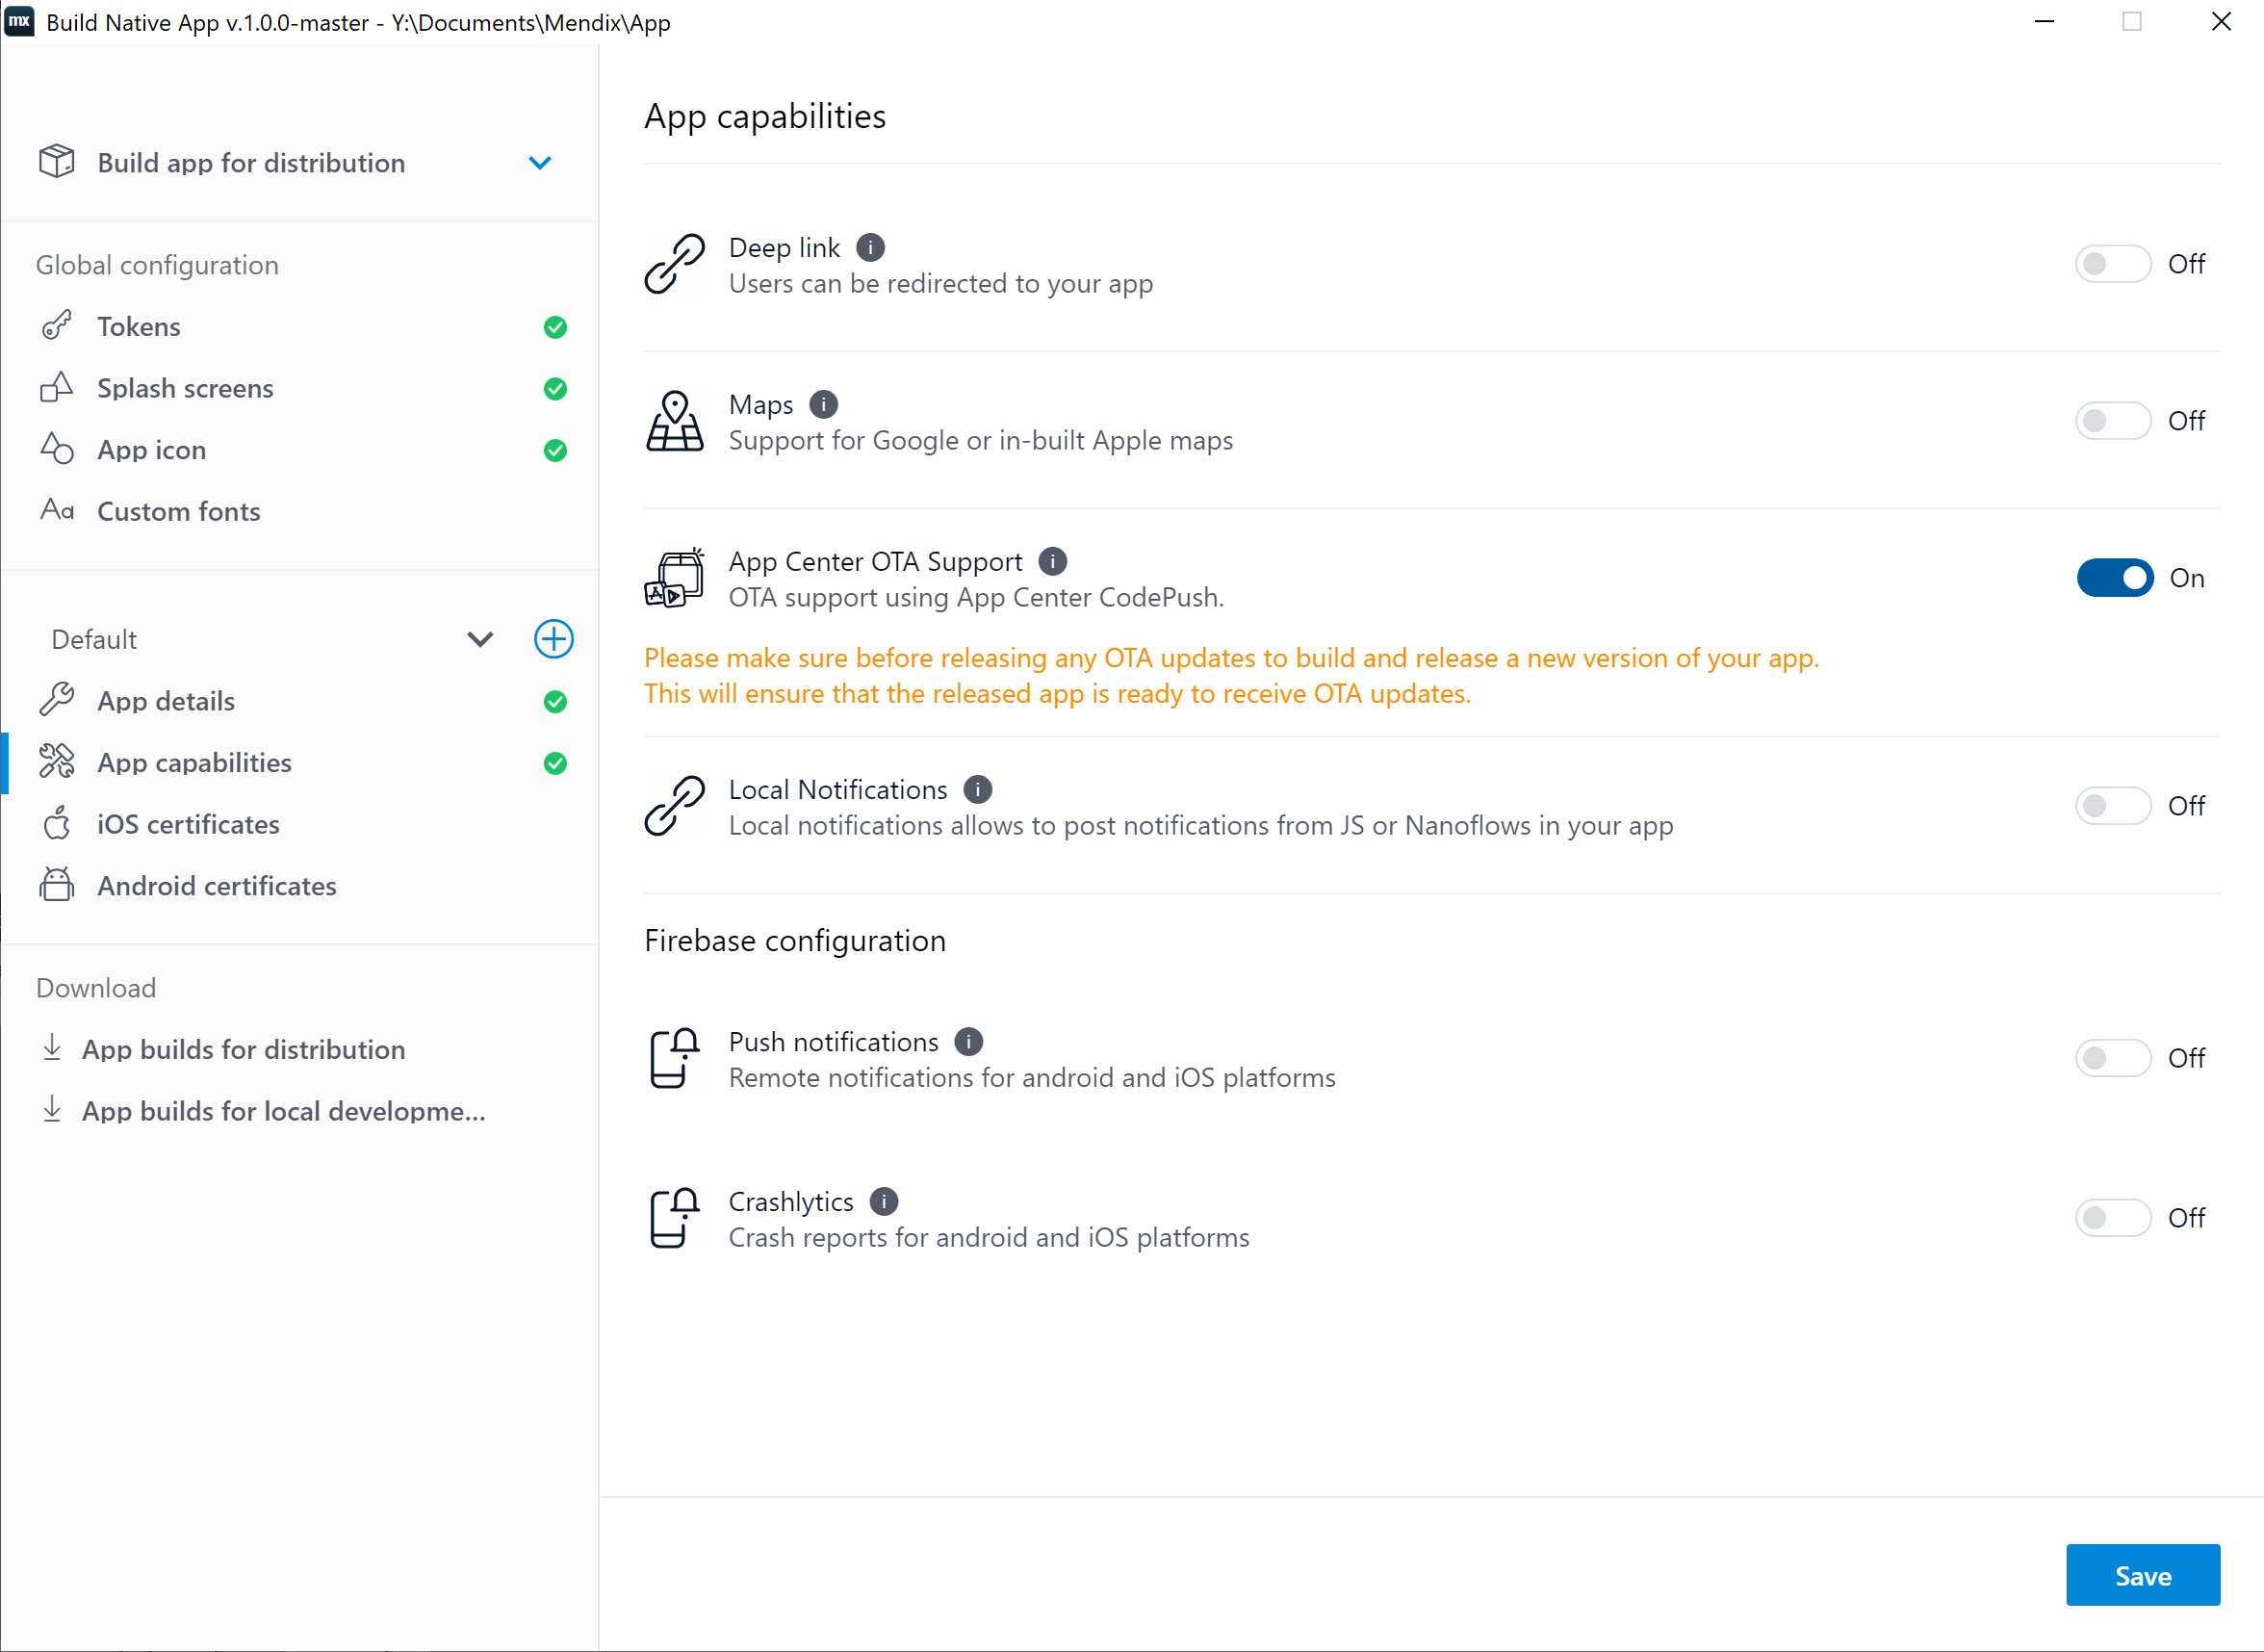 mx
Build Native App v.1.0.0-master - Y:\Documents\Mendix\App
Build app for distribution
Global configuration
Tokens
Splash screens
App icon
Aa Custom fonts
Default
App details
App capabilities
iOS certificates
Android certificates
Download
App builds for distribution
App builds for local developme...
App capabilities
Deep link i
Users can be redirected to your app
Off
Maps i
Support for Google or in-built Apple maps
Off
App Center OTA Support i
OTA support using App Center CodePush.
On
Please make sure before releasing any OTA updates to build and release a new version of your app.
This will ensure that the released app is ready to receive OTA updates.
Local Notifications i
Local notifications allows to post notifications from JS or Nanoflows in your app
Off
Firebase configuration
Push notifications i
Remote notifications for android and iOS platforms
Off
Crashlytics i
Crash reports for android and iOS platforms
Off
Save